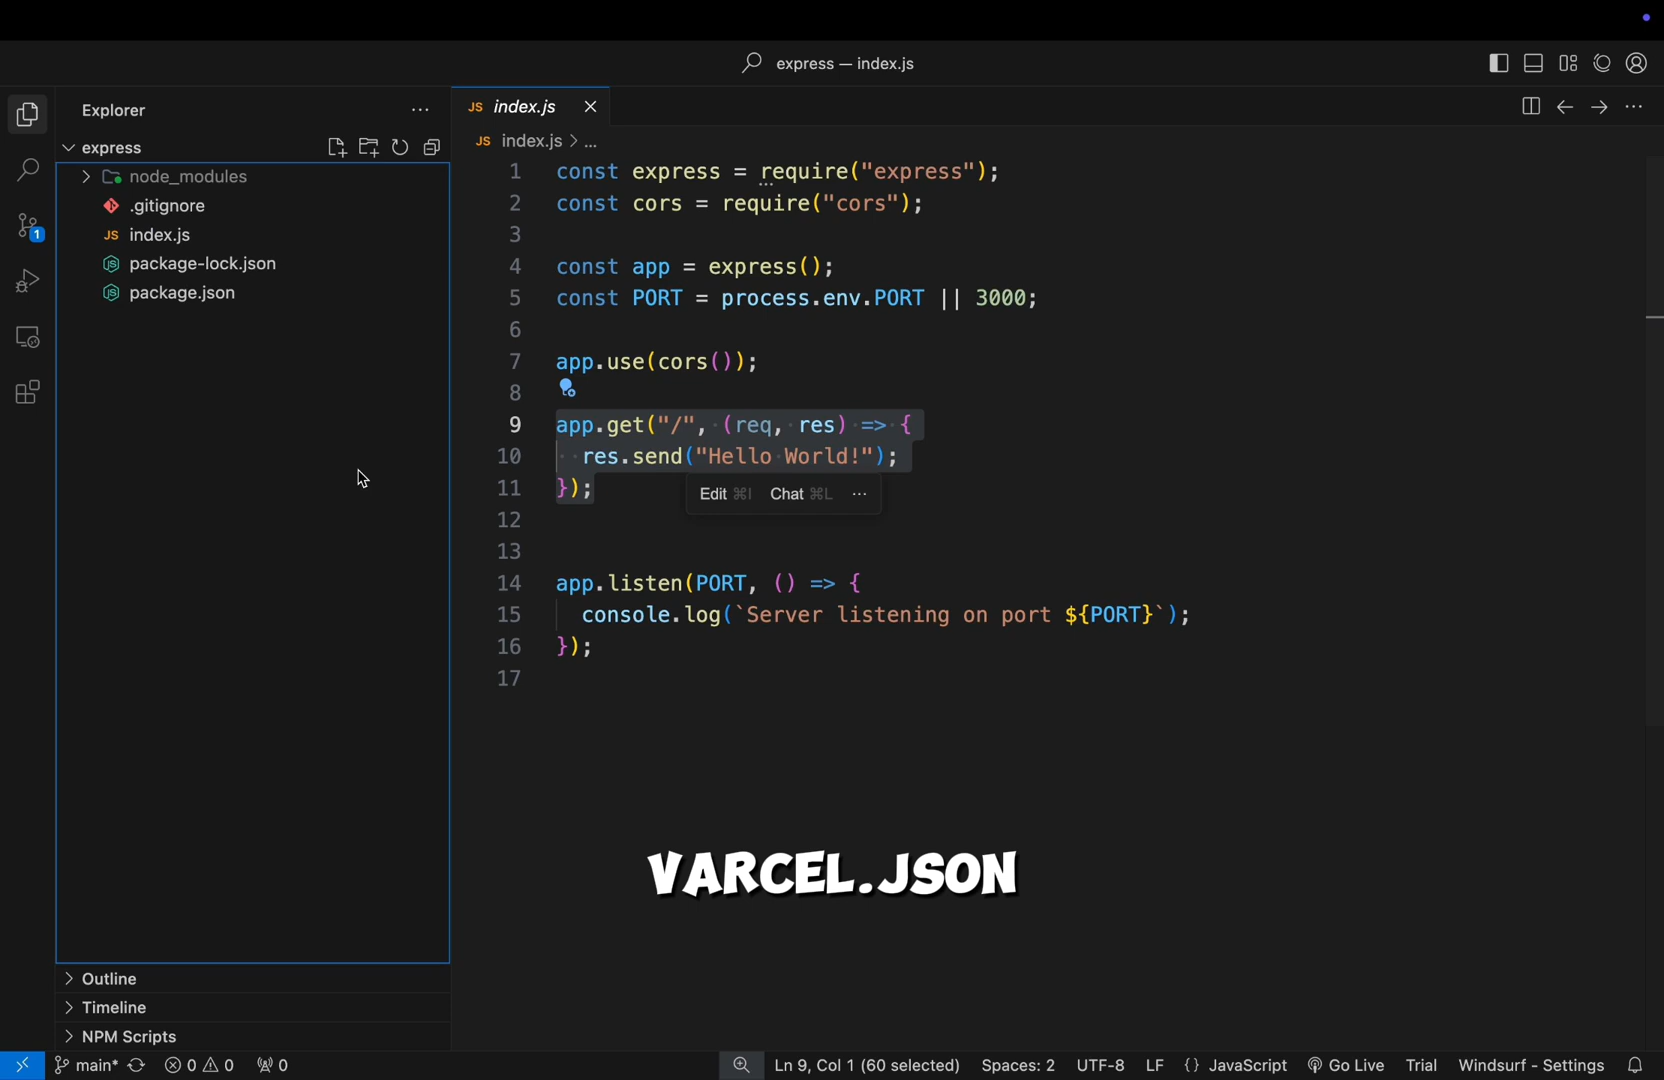 express — index.js
Explorer
express
node_modules
.gitignore
JS index.js
package-lock.json
package.json
Outline
Timeline
NPM Scripts
JS index.js
JS index.js > ...
1 const express = require("express");
2 const cors = require("cors");
3
4 const app = express();
5 const PORT = process.env.PORT || 3000;
6
7 app.use(cors());
8
9 app.get("/", (req, res) => {
10 res.send("Hello World!");
11 });
Edit ⌘I Chat ⌘L ...
12
13
14 app.listen(PORT, () => {
15 console.log(`Server listening on port ${PORT}`);
16 });
17
VARCEL.JSON
1
main* 0 0 0 Ln 9, Col 1 (60 selected) Spaces: 2 UTF-8 LF {} JavaScript Go Live Trial Windsurf - Settings